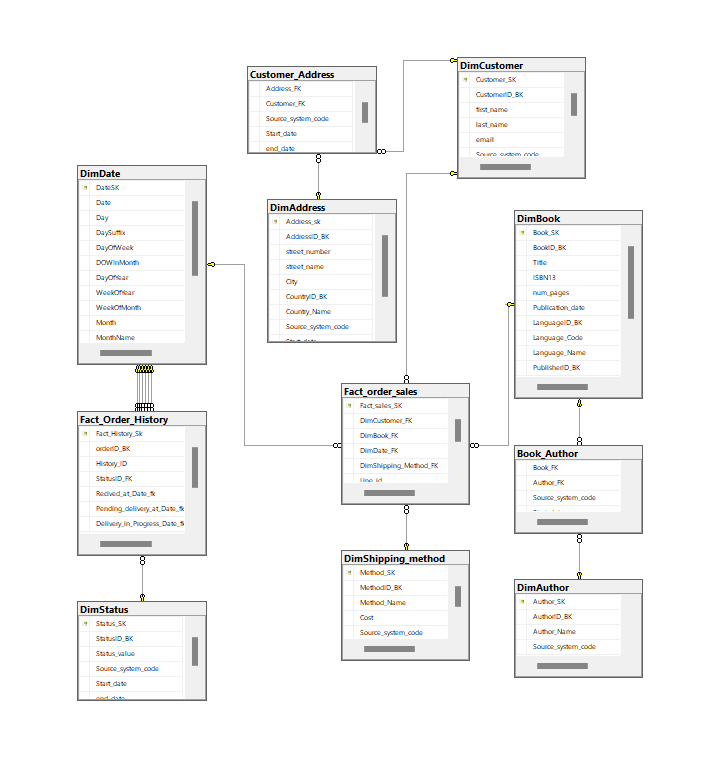 Customer_Address
Address_FK
Customer_FK
Source_system_code
Start_date
end_date
DimCustomer
Customer_SK
CustomerID_BK
first_name
last_name
email
Source_system_code
DimDate
DateSK
Date
Day
DaySuffix
DayOfWeek
DOWInMonth
DayOfYear
WeekOfYear
WeekOfMonth
Month
MonthName
DimAddress
Address_sk
AddressID_BK
street_number
street_name
City
CountryID_BK
Country_Name
Source_system_code
Start_date
DimBook
Book_SK
BookID_BK
Title
ISBN13
num_pages
Publication_date
LanguageID_BK
Language_Code
Language_Name
PublisherID_BK
Fact_order_sales
Fact_sales_SK
DimCustomer_FK
DimBook_FK
DimDate_FK
DimShipping_Method_FK
Line_id
Fact_Order_History
Fact_History_Sk
orderID_BK
History_ID
StatusID_FK
Recived_at_Date_fk
Pending_delivery_at_Date_fk
Delivery_in_Progress_Date_fk
Book_Author
Book_FK
Author_FK
Source_system_code
DimShipping_method
Method_SK
MethodID_BK
Method_Name
Cost
Source_system_code
DimAuthor
Author_SK
AuthorID_BK
Author_Name
Source_system_code
DimStatus
Status_SK
StatusID_BK
Status_value
Source_system_code
Start_date
end_date